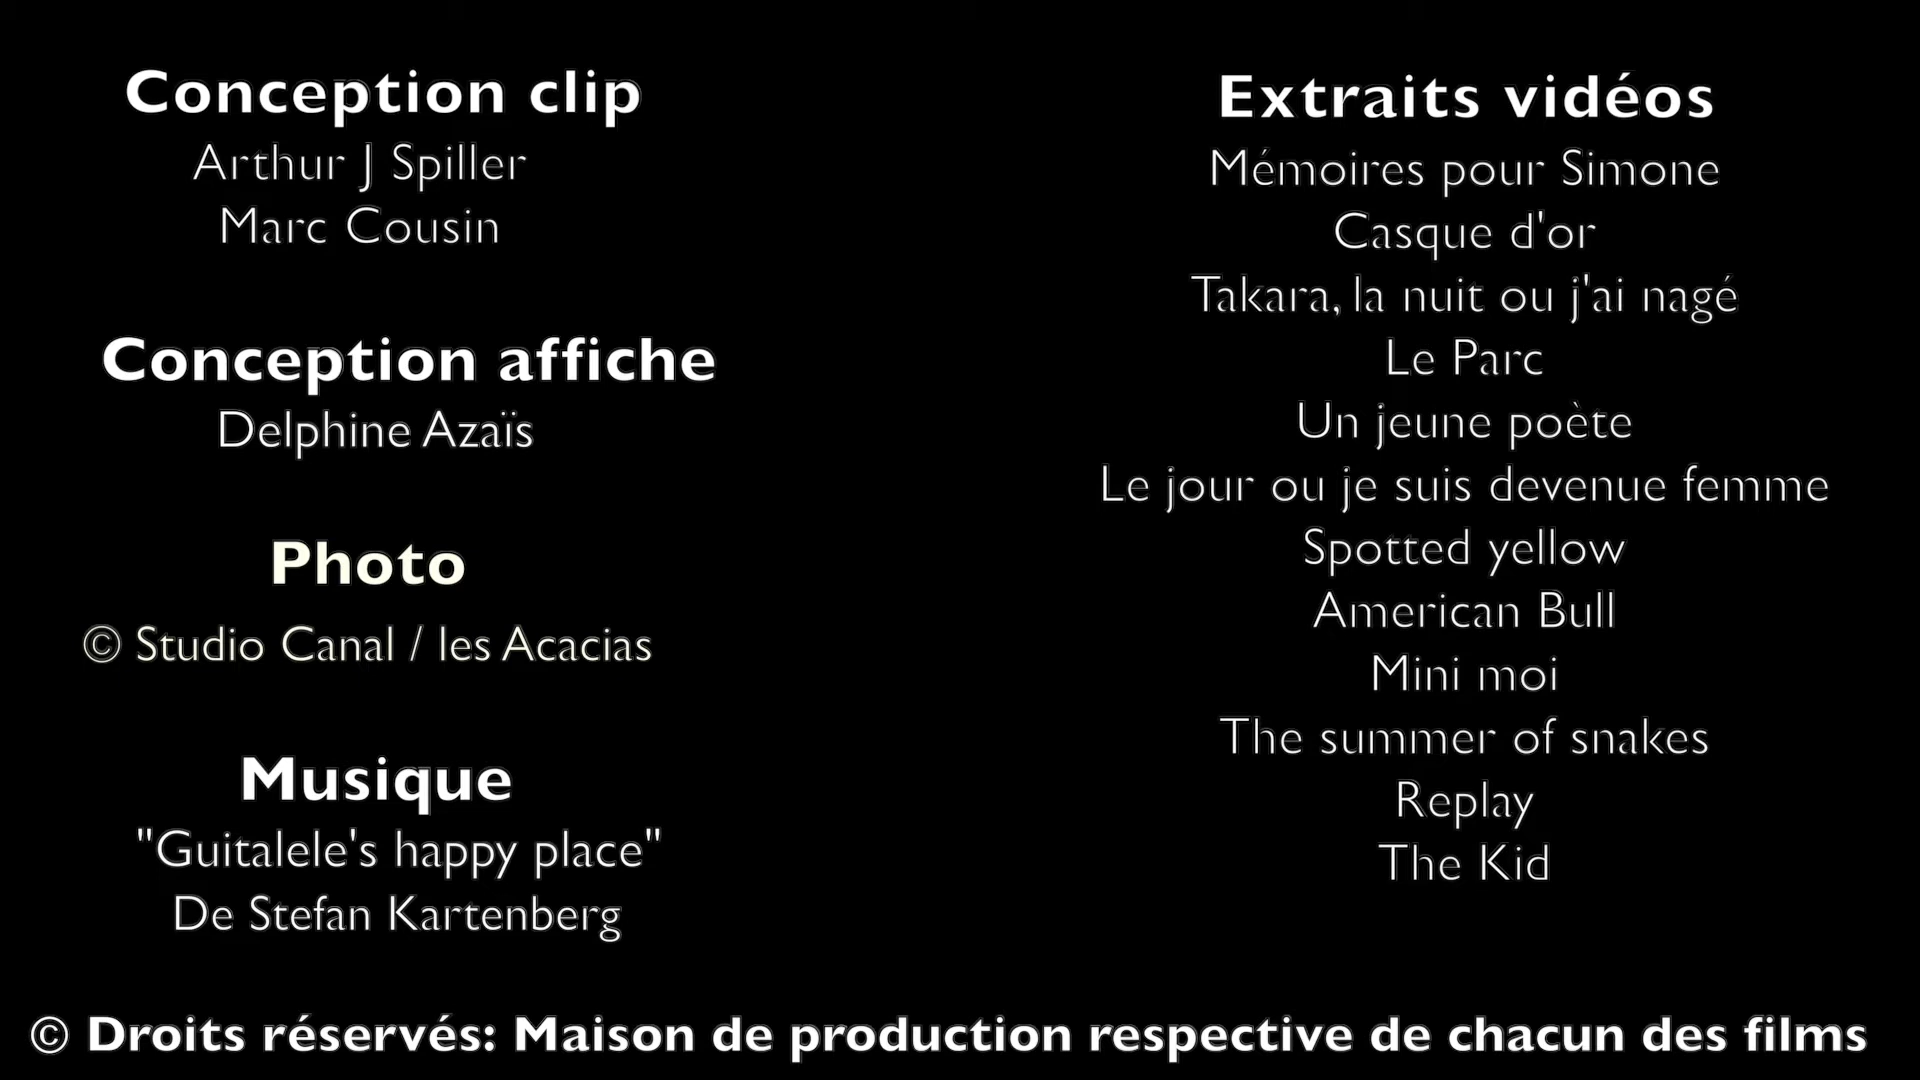 Conception clip
Arthur J Spiller
Marc Cousin
Conception affiche
Delphine Azaïs
Photo
© Studio Canal / les Acacias
Musique
"Guitalele's happy place"
De Stefan Kartenberg
Extraits vidéos
Mémoires pour Simone
Casque d'or
Takara, la nuit ou j'ai nagé
Le Parc
Un jeune poète
Le jour ou je suis devenue femme
Spotted yellow
American Bull
Mini moi
The summer of snakes
Replay
The Kid
© Droits réservés: Maison de production respective de chacun des films